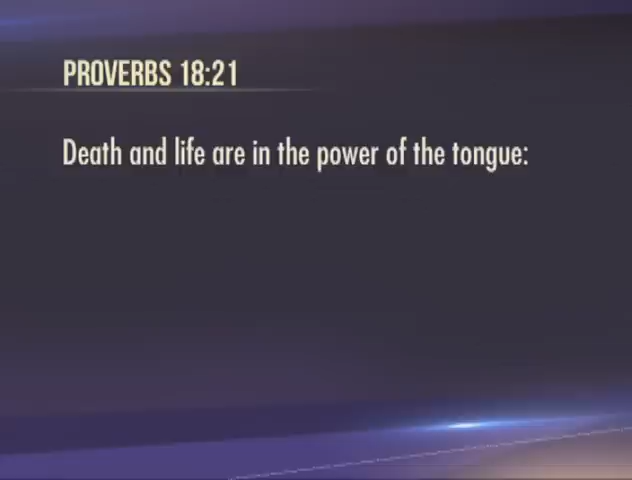 PROVERBS 18:21
Death and life are in the power of the tongue: